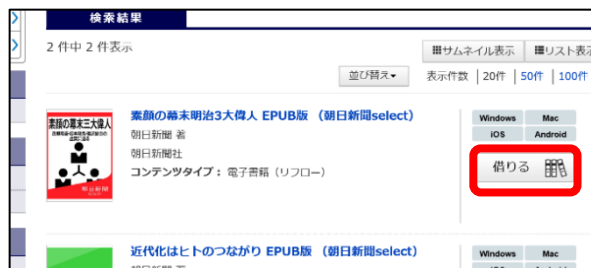 検索結果
2 件中 2 件表示
サムネイル表示 リスト表示
並び替え 表示件数 | 20件 | 50件 | 100件
素顔の幕末三大偉人
素顔の幕末明治3大偉人 EPUB版 (朝日新聞select)
朝日新聞 著
朝日新聞社
コンテンツタイプ： 電子書籍（リフロー）
Windows Mac
iOS Android
借りる
近代化はヒトのつながり EPUB版 (朝日新聞select)
Windows Mac